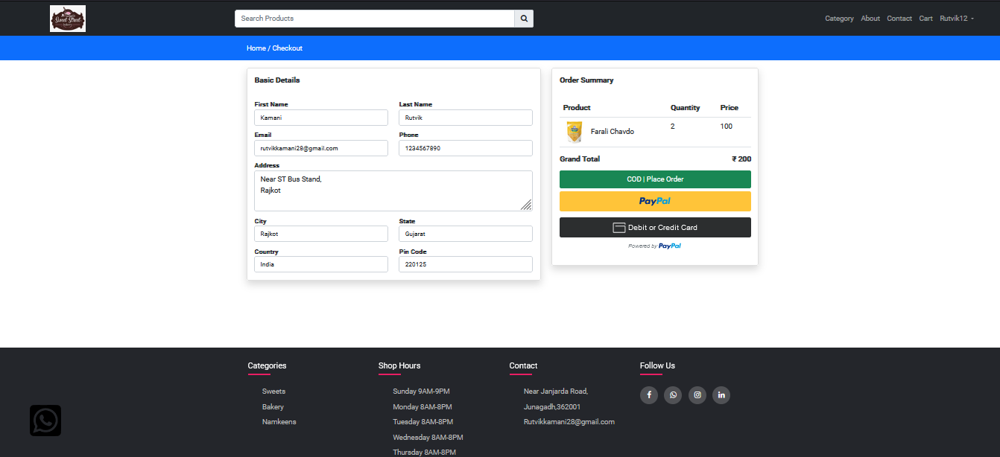 Sweet Street
bakery
Search Products
Category About Contact Cart Rutvik12
Home / Checkout
Basic Details
First Name
Last Name
Kamani
Rutvik
Email
Phone
rutvikkamani28@gmail.com
1234567890
Address
Near ST Bus Stand,
Rajkot
City
State
Rajkot
Gujarat
Country
Pin Code
India
220125
Order Summary
Product Quantity Price
Farali Chavdo 2 100
Grand Total ₹ 200
COD | Place Order
PayPal
Debit or Credit Card
Powered by PayPal
Categories
Sweets
Bakery
Namkeens
Shop Hours
Sunday 9AM-9PM
Monday 8AM-8PM
Tuesday 8AM-8PM
Wednesday 8AM-8PM
Thursday 8AM-8PM
Contact
Near Janjarda Road,
Junagadh,362001
Rutvikkamani28@gmail.com
Follow Us